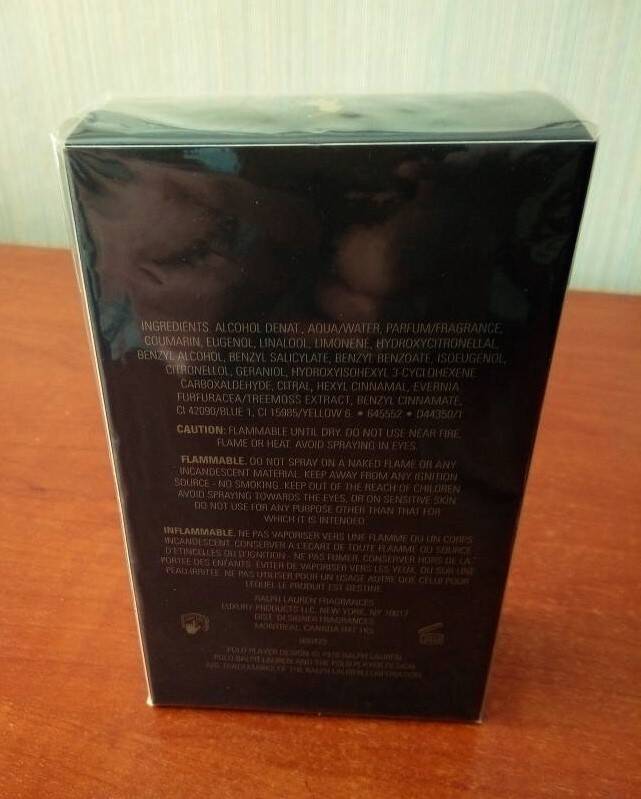 INGREDIENTS: ALCOHOL DENAT., AQUA/WATER, PARFUM/FRAGRANCE,
COUMARIN, EUGENOL, LINALOOL, LIMONENE, HYDROXYCITRONELLAL,
BENZYL ALCOHOL, BENZYL SALICYLATE, BENZYL BENZOATE, ISOEUGENOL,
CITRONELLOL, GERANIOL, HYDROXYISOHEXYL 3-CYCLOHEXENE
CARBOXALDEHYDE, CITRAL, HEXYL CINNAMAL, EVERNIA
FURFURACEA/TREEMOSS EXTRACT, BENZYL CINNAMATE,
CI 42090/BLUE 1, CI 15985/YELLOW 6 • 645552 • D44350/1
CAUTION: FLAMMABLE UNTIL DRY. DO NOT USE NEAR FIRE,
FLAME OR HEAT. AVOID SPRAYING IN EYES.
FLAMMABLE. DO NOT SPRAY ON A NAKED FLAME OR ANY
INCANDESCENT MATERIAL. KEEP AWAY FROM ANY IGNITION
SOURCE - NO SMOKING. KEEP OUT OF THE REACH OF CHILDREN.
AVOID SPRAYING TOWARDS THE EYES, OR ON SENSITIVE SKIN.
DO NOT USE FOR ANY PURPOSE OTHER THAN THAT FOR
WHICH IT IS INTENDED.
INFLAMMABLE. NE PAS VAPORISER VERS UNE FLAMME OU UN CORPS
INCANDESCENT. CONSERVER A L'ECART DE TOUTE FLAMME OU SOURCE
D'ETINCELLES OU D'IGNITION - NE PAS FUMER. CONSERVER HORS DE LA
PORTEE DES ENFANTS. EVITER DE VAPORISER VERS LES YEUX, OU SUR UNE
PEAU IRRITEE. NE PAS UTILISER POUR UN USAGE AUTRE QUE CELUI POUR
LEQUEL LE PRODUIT EST DESTINE.
RALPH LAUREN FRAGRANCES
LUXURY PRODUCTS LLC. NEW YORK, NY 10017
DIST. DESIGNER FRAGRANCES
MONTREAL, CANADA
POLO PLAYER DESIGN © RALPH LAUREN
POLO RALPH LAUREN AND THE POLO PLAYER DESIGN
ARE TRADEMARKS OF THE RALPH LAUREN CORPORATION